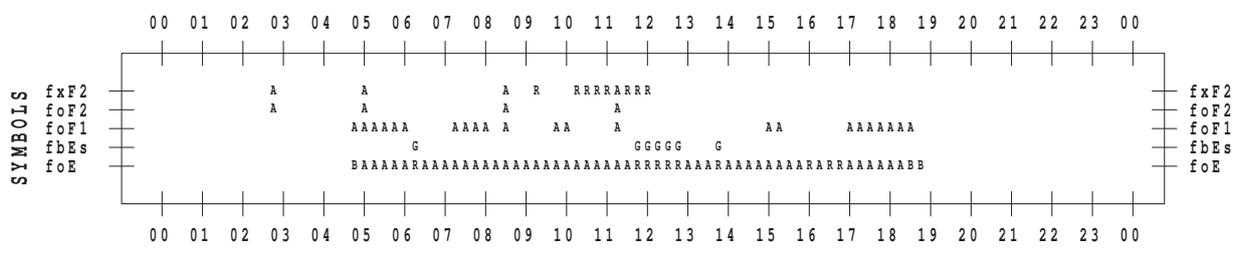 00 01 02 03 04 05 06 07 08 09 10 11 12 13 14 15 16 17 18 19 20 21 22 23 00
SYMBOLS
fxF2 A A A R RRRRARRR fxF2
foF2 A A A A foF2
foF1 AAAAAA AAAA A AA A AA AAAAAAA foF1
fbEs G GGGGG G fbEs
foE BAAAAARAAAAAAAAAAAAAAAAAAAAARRRRRAAARAAAAAAAARARRAAAAAABB foE
00 01 02 03 04 05 06 07 08 09 10 11 12 13 14 15 16 17 18 19 20 21 22 23 00